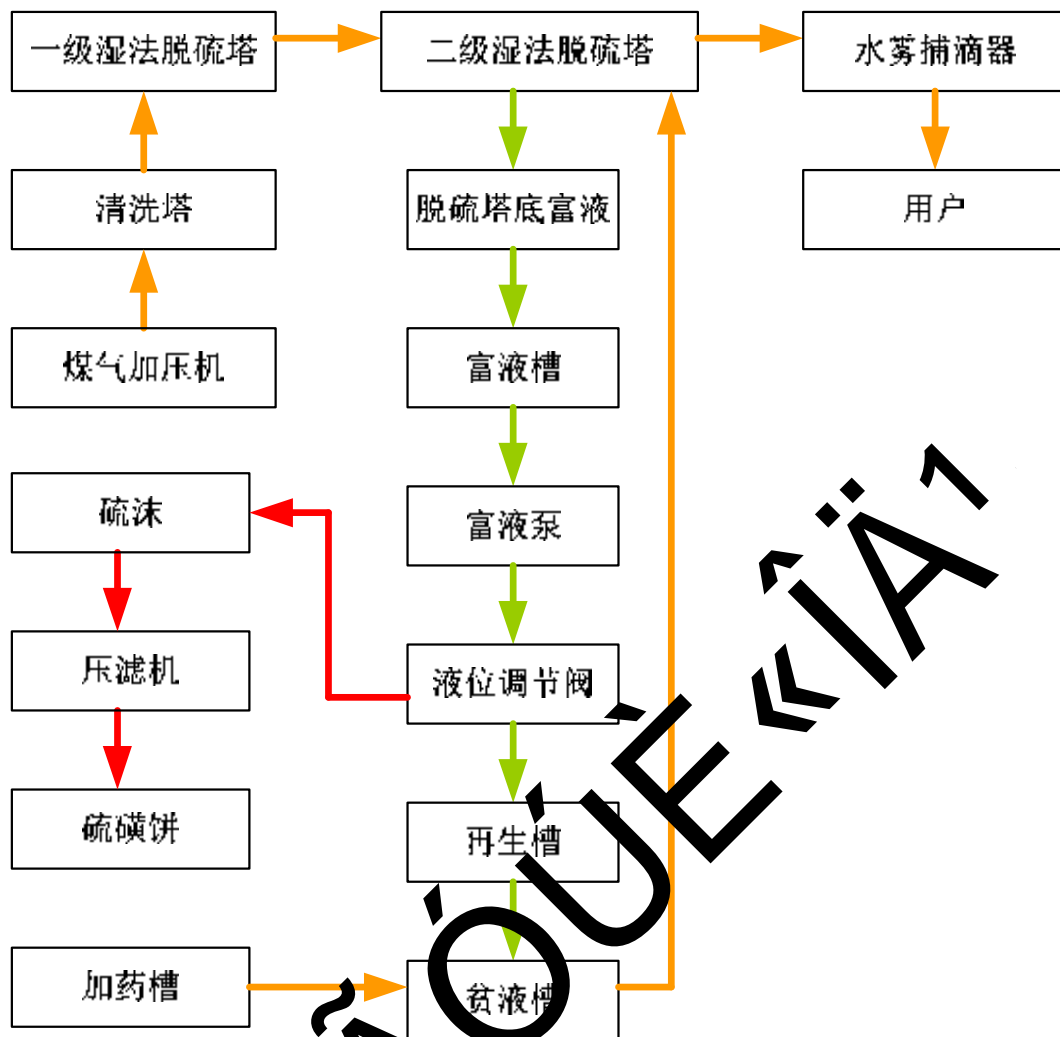 一级湿法脱硫塔
二级湿法脱硫塔
水雾捕滴器
清洗塔
脱硫塔底富液
用户
煤气加压机
富液槽
硫沫
富液泵
压滤机
液位调节阀
硫磺饼
再生槽
加药槽
贫液槽
ÓÙÈ«ÎÄ¹